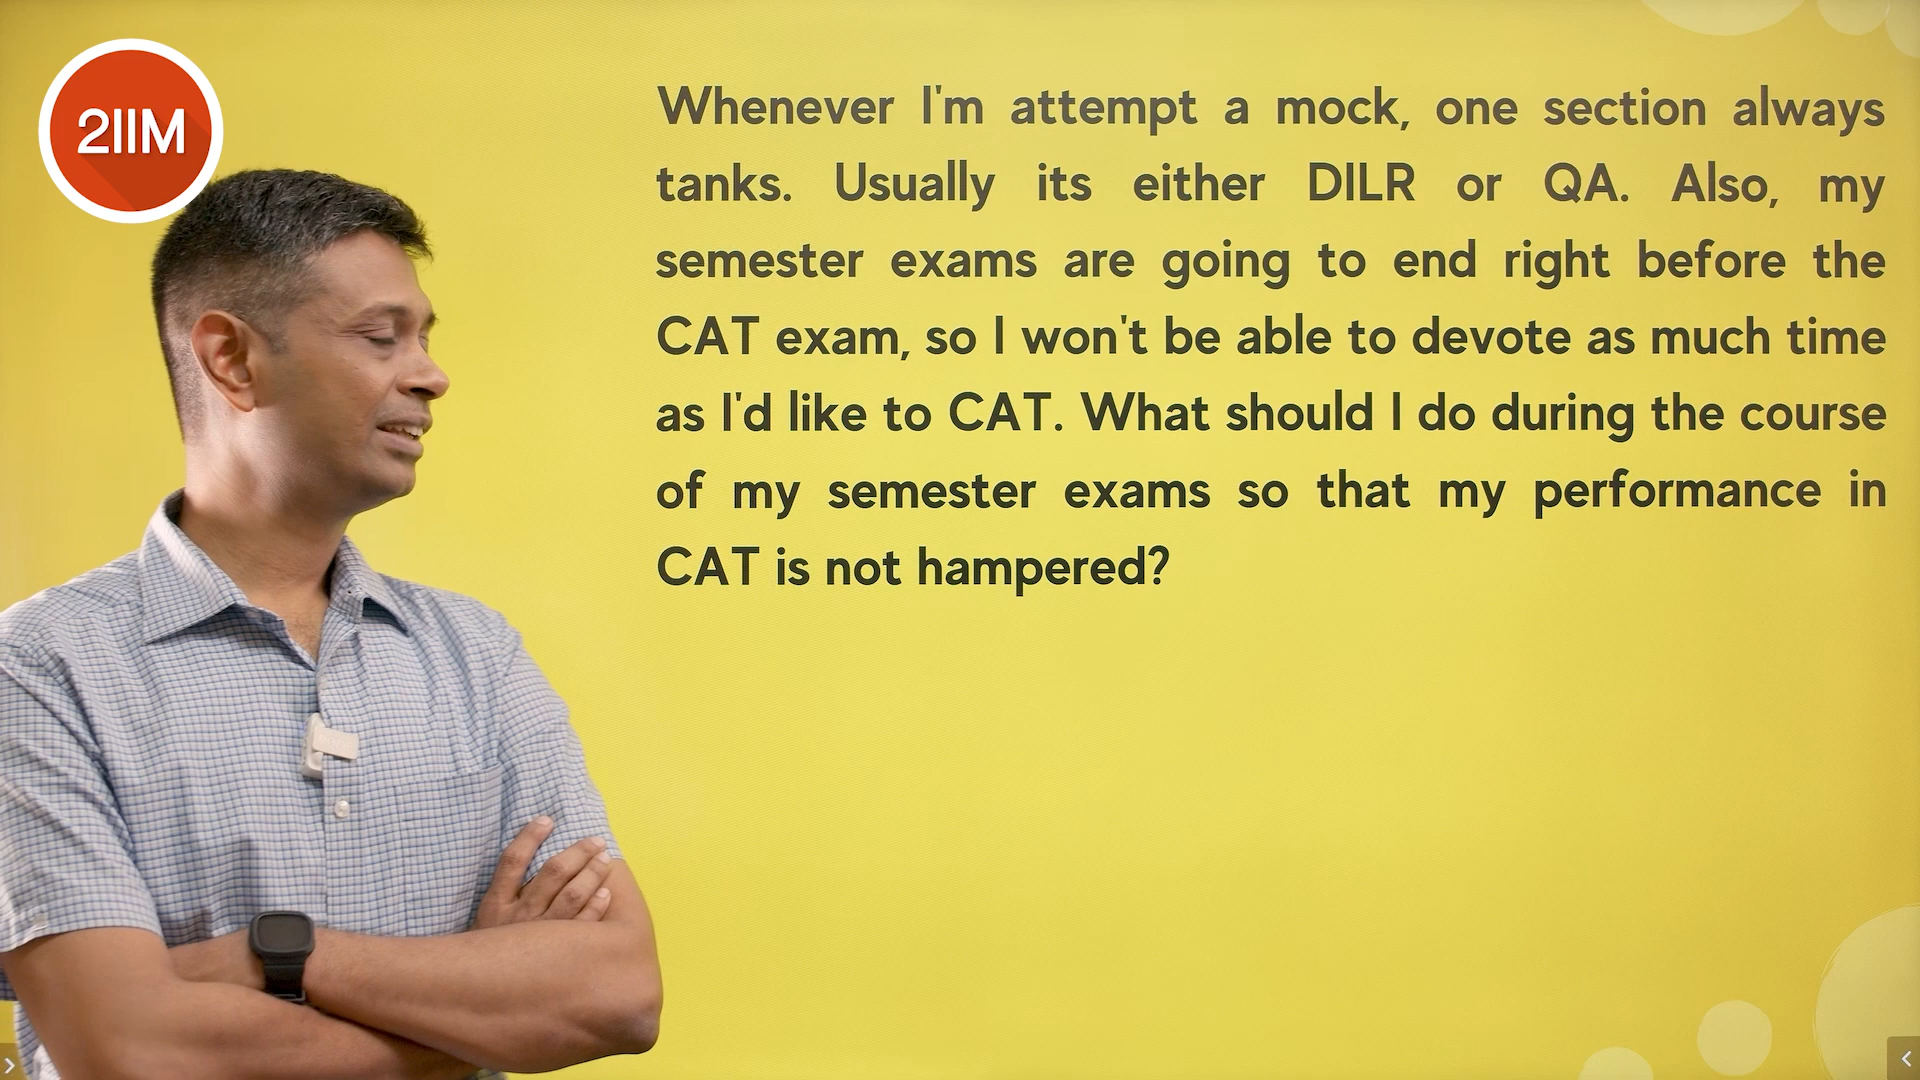 2IIM
Whenever I'm attempt a mock, one section always
tanks. Usually its either DILR or QA. Also, my
semester exams are going to end right before the
CAT exam, so I won't be able to devote as much time
as I'd like to CAT. What should I do during the course
of my semester exams so that my performance in
CAT is not hampered?